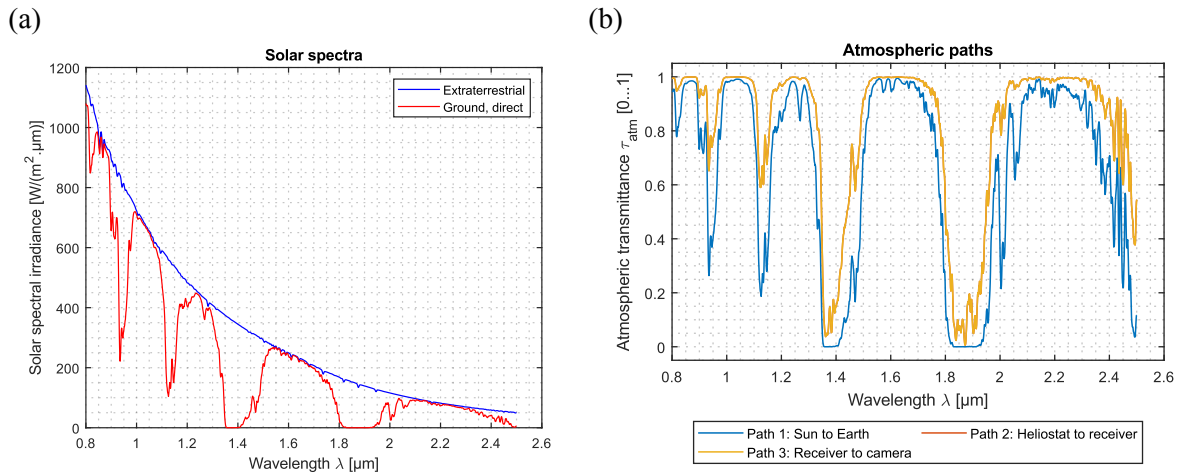 (a)
Solar spectra
Solar spectral irradiance [W/(m².µm)]
1200
1000
800
600
400
200
0
Extraterrestrial
Ground, direct
0.8 1 1.2 1.4 1.6 1.8 2 2.2 2.4 2.6
Wavelength λ [µm]
(b)
Atmospheric paths
Atmospheric transmittance τatm [0...1]
1
0.8
0.6
0.4
0.2
0
0.8 1 1.2 1.4 1.6 1.8 2 2.2 2.4 2.6
Wavelength λ [µm]
Path 1: Sun to Earth
Path 2: Heliostat to receiver
Path 3: Receiver to camera